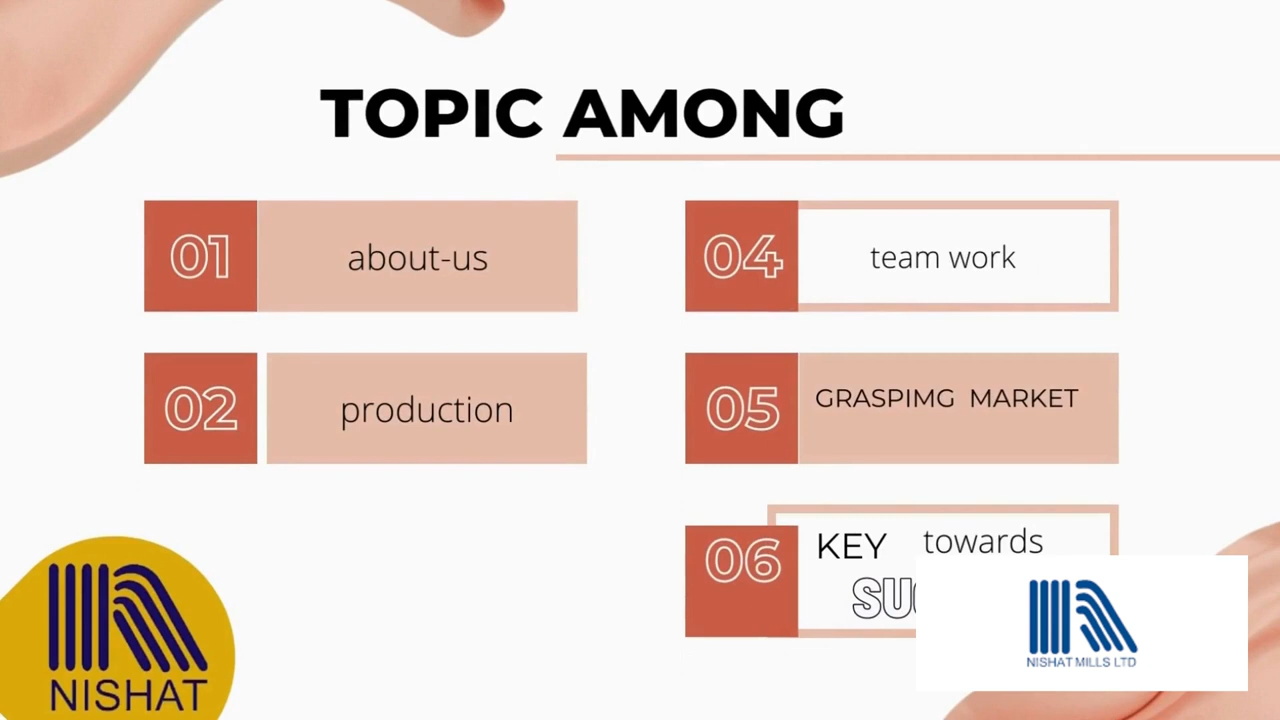 TOPIC AMONG
01
about-us
02
production
04
team work
05
GRASPIMG MARKET
06
KEY towards
NISHAT
NISHAT MILLS LTD